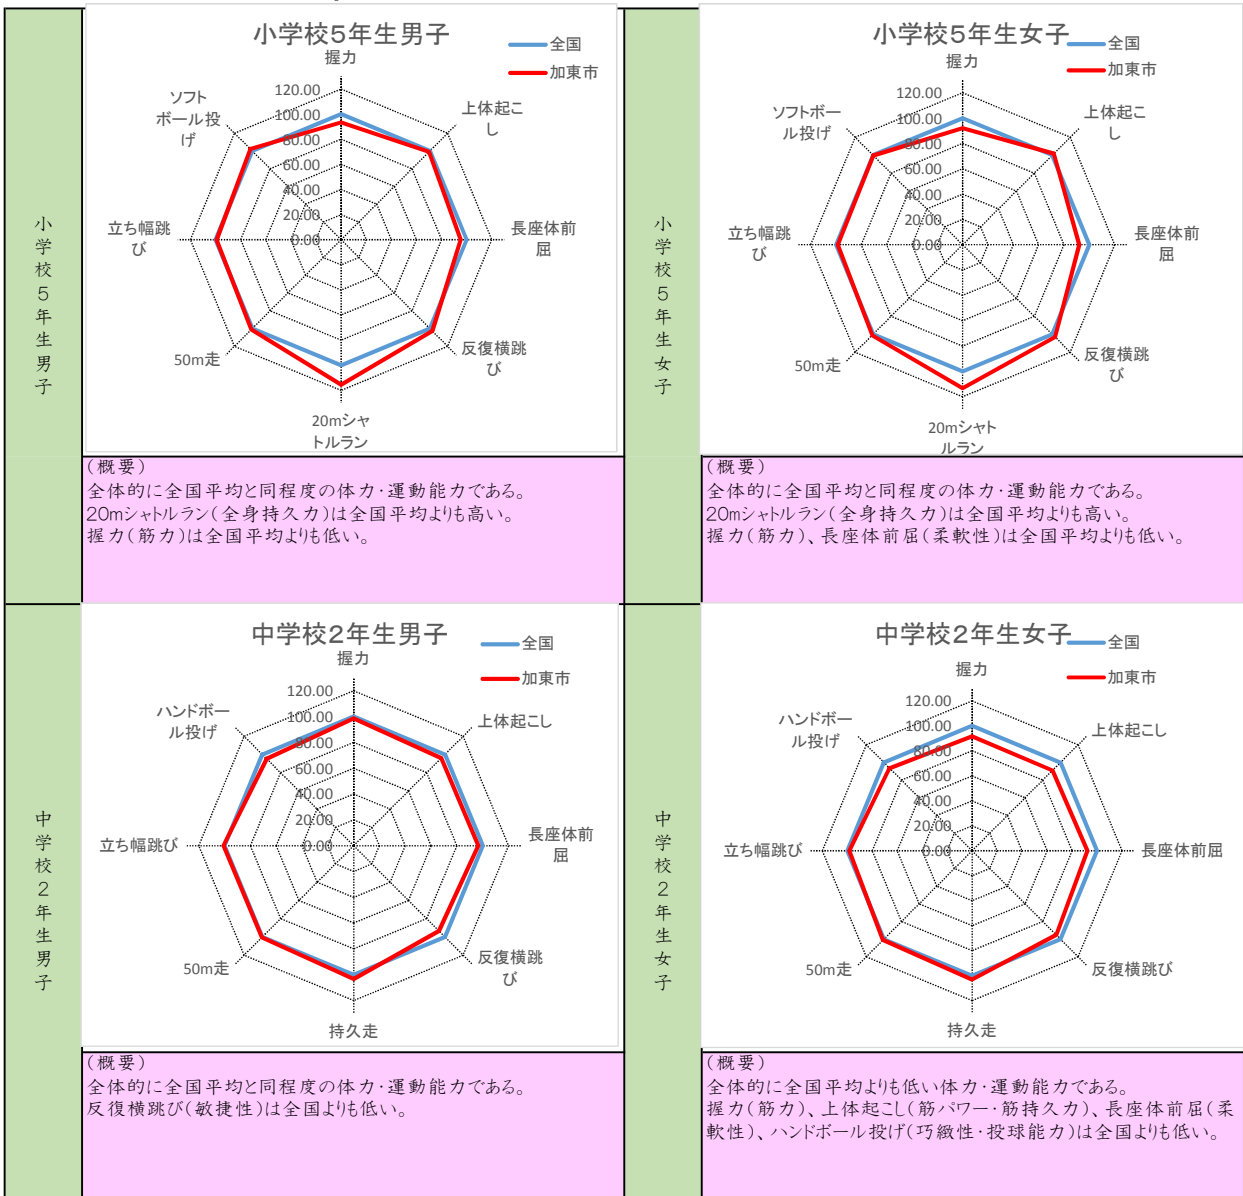 小学校5年生男子
小学校5年生男子
全国
加東市
握力
上体起こ
し
長座体前
屈
反復横跳
び
20mシャ
トルラン
50m走
立ち幅跳
び
ソフト
ボール投
げ
120.00
100.00
80.00
60.00
40.00
20.00
0.00
(概要)
全体的に全国平均と同程度の体力・運動能力である。
20mシャトルラン(全身持久力)は全国平均よりも高い。
握力(筋力)は全国平均よりも低い。
小学校5年生女子
小学校5年生女子
全国
加東市
握力
上体起こ
し
長座体前
屈
反復横跳
び
20mシャト
ルラン
50m走
立ち幅跳
び
ソフトボー
ル投げ
120.00
100.00
80.00
60.00
40.00
20.00
0.00
(概要)
全体的に全国平均と同程度の体力・運動能力である。
20mシャトルラン(全身持久力)は全国平均よりも高い。
握力(筋力)、長座体前屈(柔軟性)は全国平均よりも低い。
中学校2年生男子
中学校2年生男子
全国
加東市
握力
上体起こし
長座体前
屈
反復横跳
び
持久走
50m走
立ち幅跳び
ハンドボー
ル投げ
120.00
100.00
80.00
60.00
40.00
20.00
0.00
(概要)
全体的に全国平均と同程度の体力・運動能力である。
反復横跳び(敏捷性)は全国よりも低い。
中学校2年生女子
中学校2年生女子
全国
加東市
握力
上体起こし
長座体前屈
反復横跳び
持久走
50m走
立ち幅跳び
ハンドボー
ル投げ
120.00
100.00
80.00
60.00
40.00
20.00
0.00
(概要)
全体的に全国平均よりも低い体力・運動能力である。
握力(筋力)、上体起こし(筋パワー・筋持久力)、長座体前屈(柔
軟性)、ハンドボール投げ(巧緻性・投球能力)は全国よりも低い。